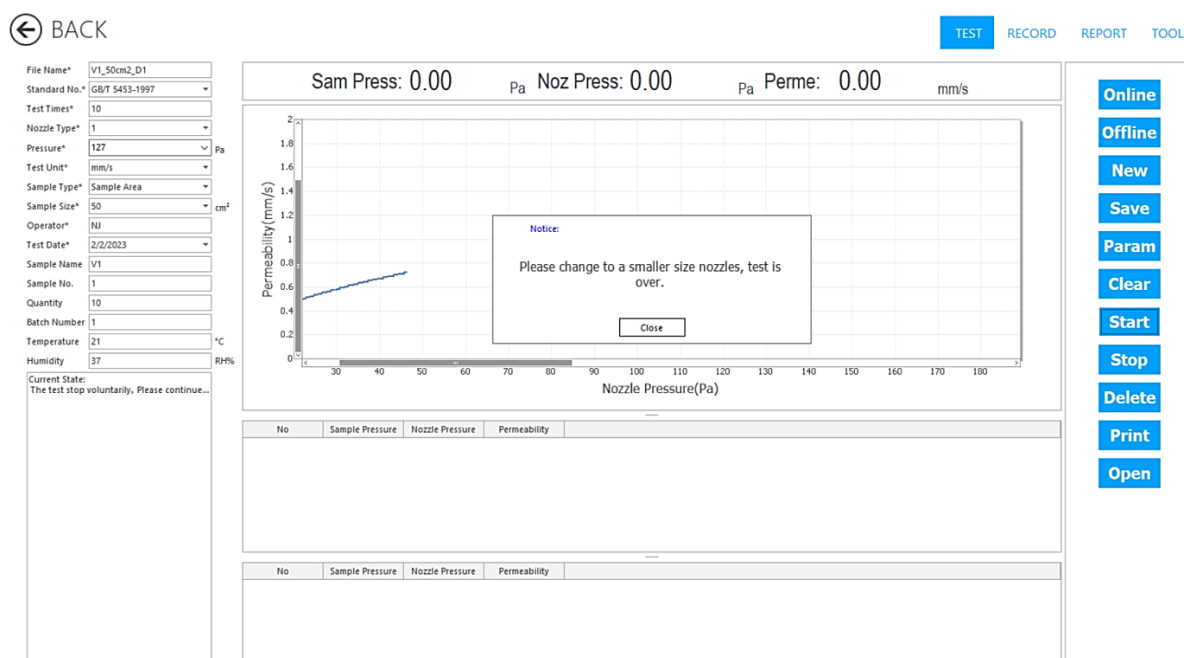 BACK
TEST RECORD REPORT TOOL
File Name* V1_50cm2_D1
Standard No.* GB/T 5453-1997
Test Times* 10
Nozzle Type* 1
Pressure* 127 Pa
Test Unit* mm/s
Sample Type* Sample Area
Sample Size* 50 cm²
Operator* NJ
Test Date* 2/2/2023
Sample Name V1
Sample No. 1
Quantity 10
Batch Number 1
Temperature 21 °C
Humidity 37 RH%
Current State:
The test stop voluntarily, Please continue...
Sam Press: 0.00 Pa Noz Press: 0.00 Pa Perme: 0.00 mm/s
Permeability(mm/s)
2
1.8
1.6
1.4
1.2
1
0.8
0.6
0.4
0.2
0
30 40 50 60 70 80 90 100 110 120 130 140 150 160 170 180
Nozzle Pressure(Pa)
Notice:
Please change to a smaller size nozzles, test is
over.
Close
No Sample Pressure Nozzle Pressure Permeability
No Sample Pressure Nozzle Pressure Permeability
Online
Offline
New
Save
Param
Clear
Start
Stop
Delete
Print
Open